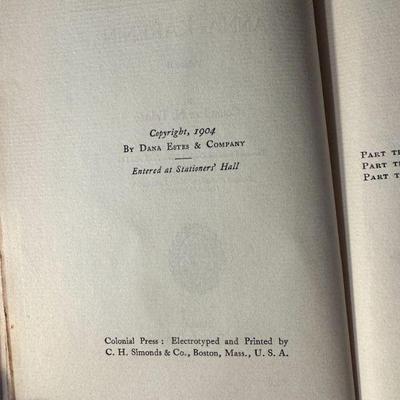 Copyright, 1904
By Dana Estes & Company
Entered at Stationers' Hall
Colonial Press: Electrotyped and Printed by
C. H. Simonds & Co., Boston, Mass., U. S. A.
Part
Part
Part